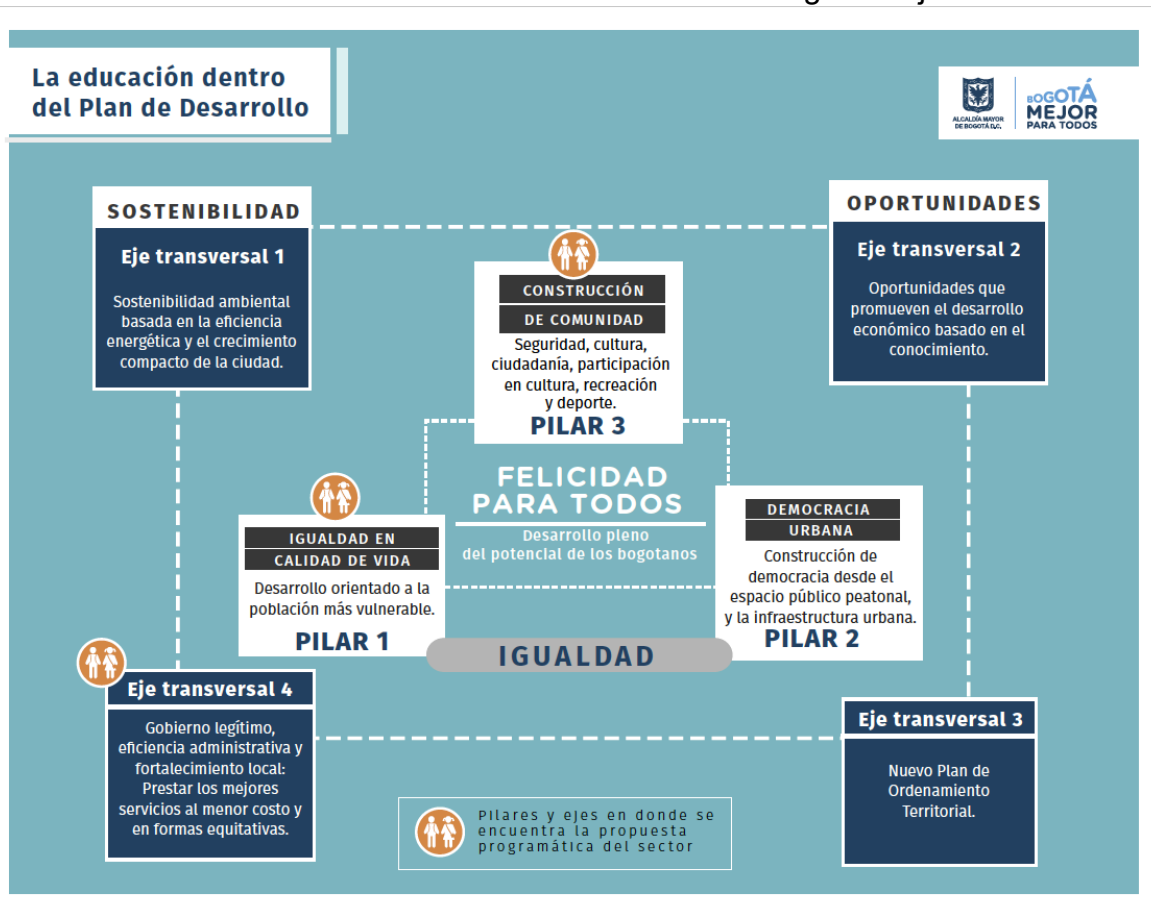 La educación dentro
del Plan de Desarrollo
ALCALDÍA MAYOR
DE BOGOTÁ D.C.
BOGOTÁ
MEJOR
PARA TODOS
SOSTENIBILIDAD
Eje transversal 1
Sostenibilidad ambiental
basada en la eficiencia
energética y el crecimiento
compacto de la ciudad.
OPORTUNIDADES
Eje transversal 2
Oportunidades que
promueven el desarrollo
económico basado en el
conocimiento.
CONSTRUCCIÓN
DE COMUNIDAD
Seguridad, cultura,
ciudadanía, participación
en cultura, recreación
y deporte.
PILAR 3
FELICIDAD
PARA TODOS
Desarrollo pleno
del potencial de los bogotanos
IGUALDAD EN
CALIDAD DE VIDA
Desarrollo orientado a la
población más vulnerable.
PILAR 1
DEMOCRACIA
URBANA
Construcción de
democracia desde el
espacio público peatonal,
y la infraestructura urbana.
PILAR 2
IGUALDAD
Eje transversal 4
Gobierno legítimo,
eficiencia administrativa y
fortalecimiento local:
Prestar los mejores
servicios al menor costo y
en formas equitativas.
Eje transversal 3
Nuevo Plan de
Ordenamiento
Territorial.
PIlares y ejes en donde se
encuentra la propuesta
programática del sector